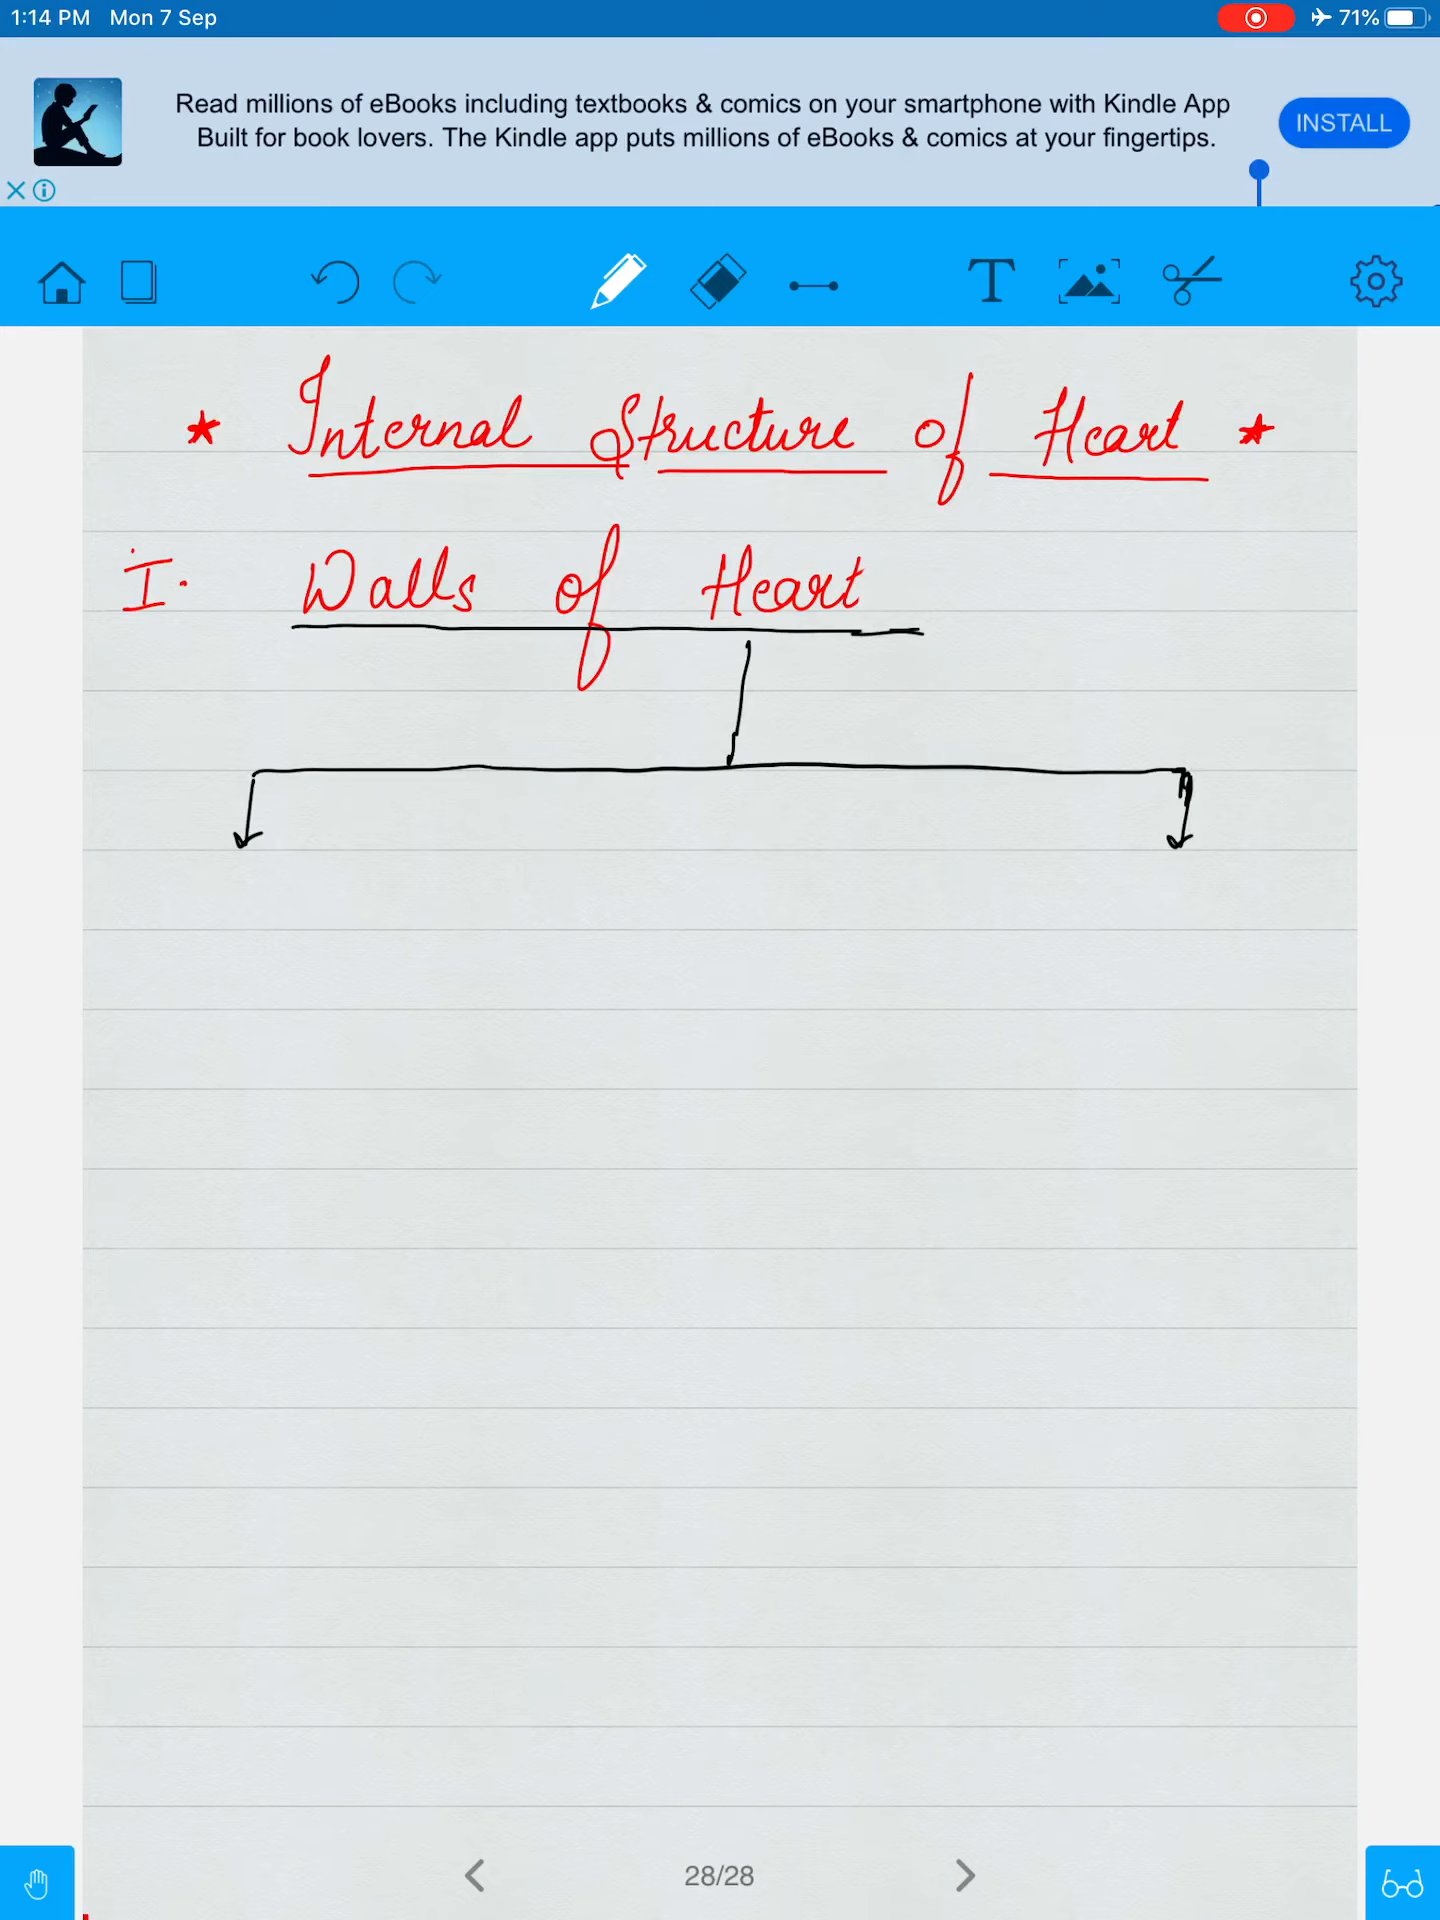 1:14 PM Mon 7 Sep
71%
Read millions of eBooks including textbooks & comics on your smartphone with Kindle App
Built for book lovers. The Kindle app puts millions of eBooks & comics at your fingertips.
INSTALL
T
★ Internal Structure of Heart ★
I. Walls of Heart
28/28